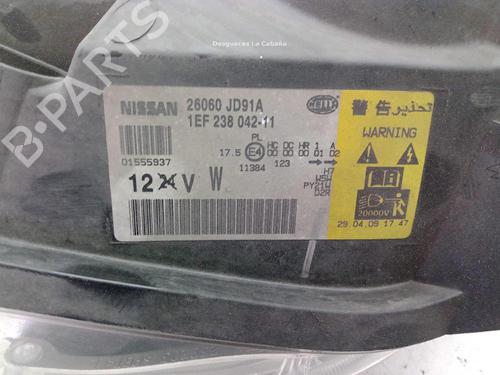 Desguaces La Cabaña
NISSAN 26060 JD91A
1EF 238 042-11
HELLA
警告 تحذير
WARNING
01555937
PL
17.5 E4 HC 00 DC 00 HR 00 1 01 A 02
11384 123
H7
W5W
PY21W
12 V W
20000V
29.04.09 17:47
B-PARTS